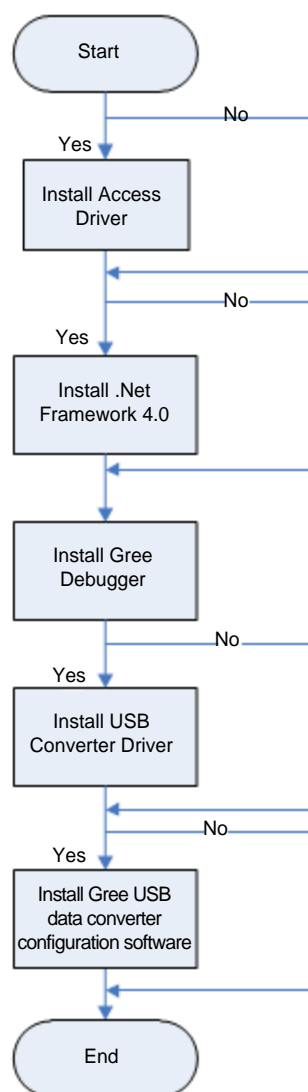 Start
No
Yes
Install Access
Driver
No
Yes
Install .Net
Framework 4.0
Install Gree
Debugger
No
Yes
Install USB
Converter Driver
No
Yes
Install Gree USB
data converter
configuration software
End